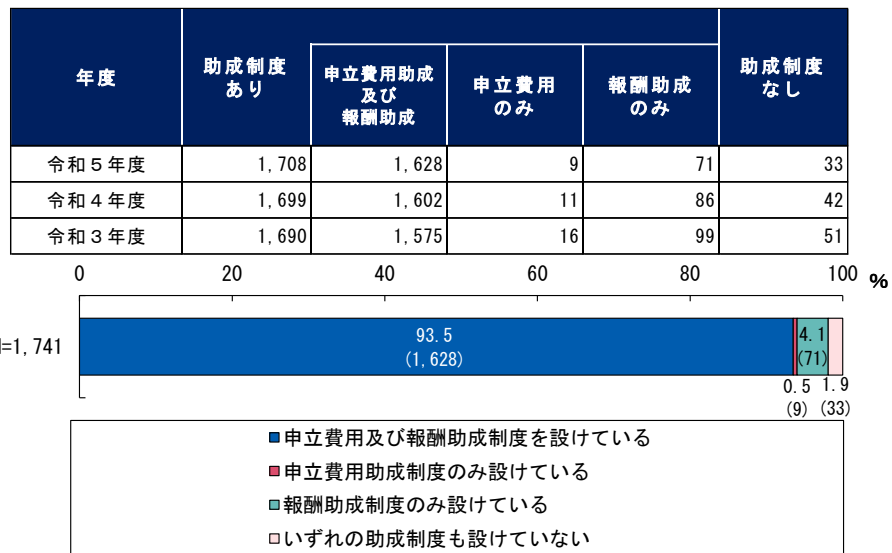 年度
助成制度
あり
申立費用助成
及び
報酬助成
申立費用
のみ
報酬助成
のみ
助成制度
なし
令和５年度 1,708 1,628 9 71 33
令和４年度 1,699 1,602 11 86 42
令和３年度 1,690 1,575 16 99 51
0 20 40 60 80 100 %
=1,741
93.5
(1,628)
4.1
(71)
0.5 1.9
(9) (33)
申立費用及び報酬助成制度を設けている
申立費用助成制度のみ設けている
報酬助成制度のみ設けている
いずれの助成制度も設けていない